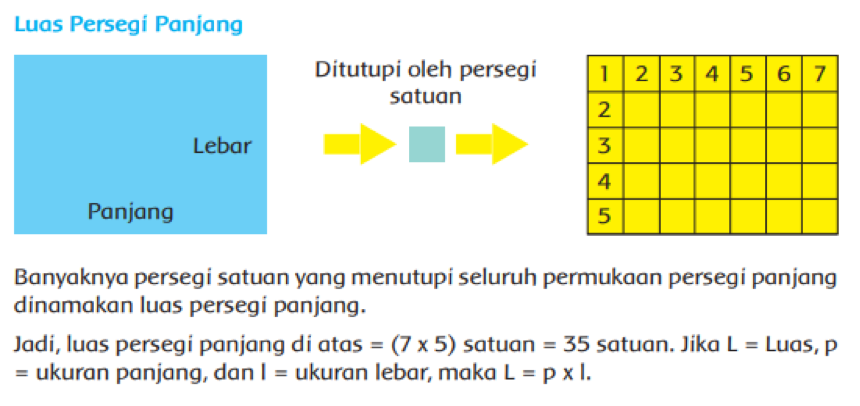 Luas Persegi Panjang
Lebar
Panjang
Ditutupi oleh persegi
satuan
1 2 3 4 5 6 7
2
3
4
5
Banyaknya persegi satuan yang menutupi seluruh permukaan persegi panjang
dinamakan luas persegi panjang.
Jadi, luas persegi panjang di atas = (7 x 5) satuan = 35 satuan. Jika L = Luas, p
= ukuran panjang, dan l = ukuran lebar, maka L = p x l.